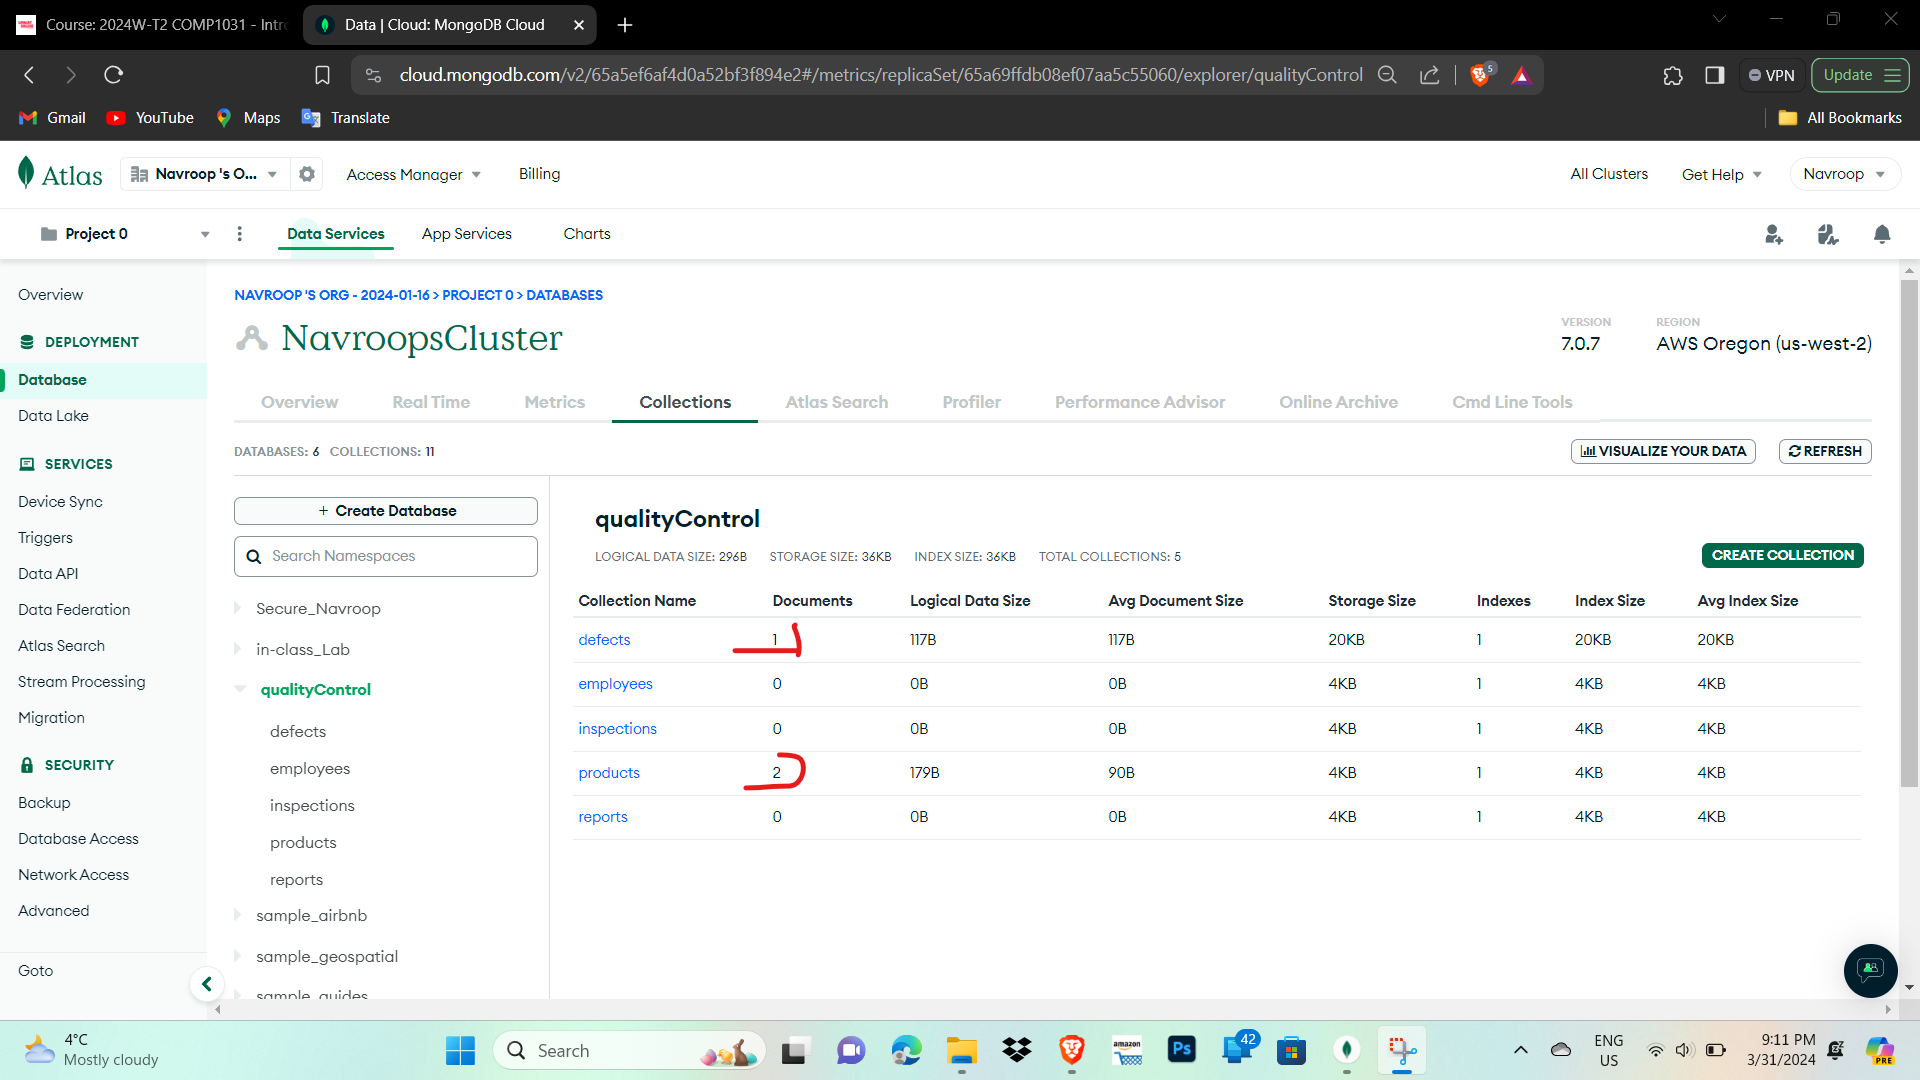 Course: 2024W-T2 COMP1031 - Intr
Data | Cloud: MongoDB Cloud
cloud.mongodb.com/v2/65a5ef6af4d0a52bf3f894e2#/metrics/replicaSet/65a69ffdb08ef07aa5c55060/explorer/qualityControl
5
VPN
Update
Gmail
YouTube
Maps
Translate
All Bookmarks
Atlas
Navroop 's O...
Access Manager
Billing
All Clusters
Get Help
Navroop
Project 0
Data Services
App Services
Charts
Overview
DEPLOYMENT
Database
Data Lake
SERVICES
Device Sync
Triggers
Data API
Data Federation
Atlas Search
Stream Processing
Migration
SECURITY
Backup
Database Access
Network Access
Advanced
Goto
NAVROOP 'S ORG - 2024-01-16 > PROJECT 0 > DATABASES
NavroopsCluster
VERSION
7.0.7
REGION
AWS Oregon (us-west-2)
Overview
Real Time
Metrics
Collections
Atlas Search
Profiler
Performance Advisor
Online Archive
Cmd Line Tools
DATABASES: 6 COLLECTIONS: 11
VISUALIZE YOUR DATA
REFRESH
+ Create Database
Search Namespaces
Secure_Navroop
in-class_Lab
qualityControl
defects
employees
inspections
products
reports
sample_airbnb
sample_geospatial
sample_guides
qualityControl
LOGICAL DATA SIZE: 296B STORAGE SIZE: 36KB INDEX SIZE: 36KB TOTAL COLLECTIONS: 5
CREATE COLLECTION
Collection Name Documents Logical Data Size Avg Document Size Storage Size Indexes Index Size Avg Index Size
defects 1 117B 117B 20KB 1 20KB 20KB
employees 0 0B 0B 4KB 1 4KB 4KB
inspections 0 0B 0B 4KB 1 4KB 4KB
products 2 179B 90B 4KB 1 4KB 4KB
reports 0 0B 0B 4KB 1 4KB 4KB
4°C
Mostly cloudy
Search
amazon
Ps
42
ENG
US
9:11 PM
3/31/2024
PRE